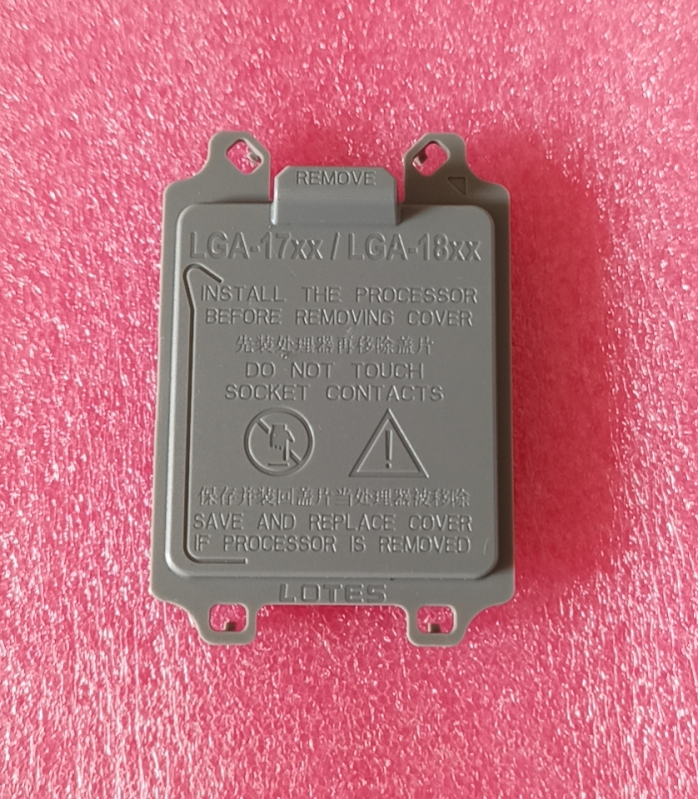 REMOVE
LGA-17xx / LGA-18xx
INSTALL THE PROCESSOR
BEFORE REMOVING COVER
先装处理器再移除盖片
DO NOT TOUCH
SOCKET CONTACTS
保存并装回盖片当处理器被移除
SAVE AND REPLACE COVER
IF PROCESSOR IS REMOVED
LOTES